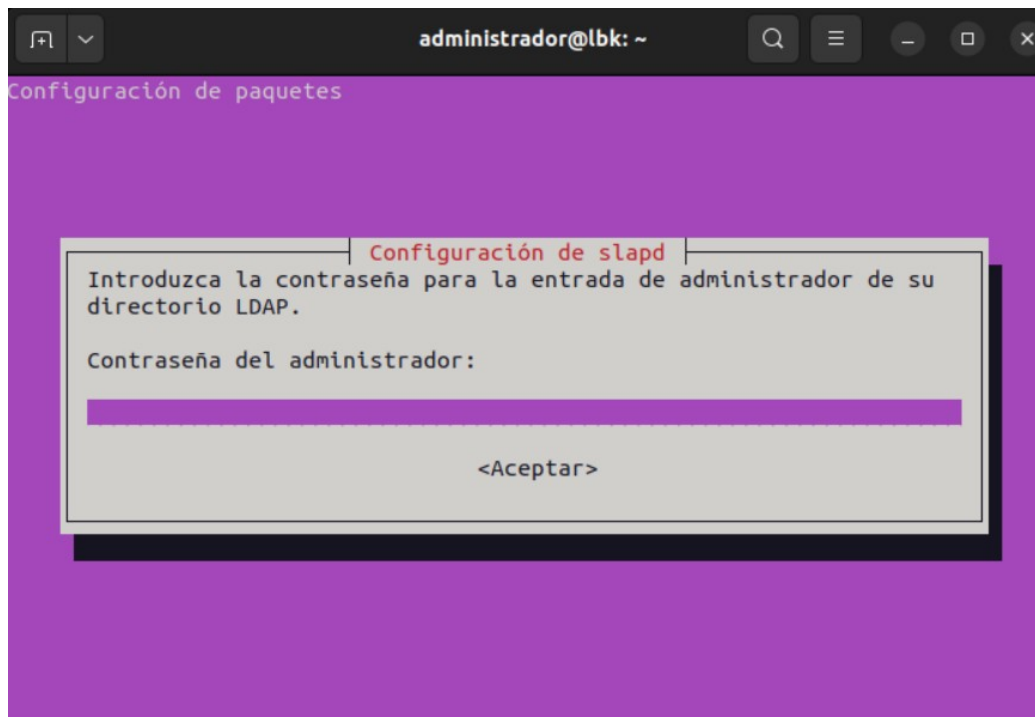 administrador@lbk: ~
Configuración de paquetes
Configuración de slapd
Introduzca la contraseña para la entrada de administrador de su
directorio LDAP.
Contraseña del administrador:
<Aceptar>